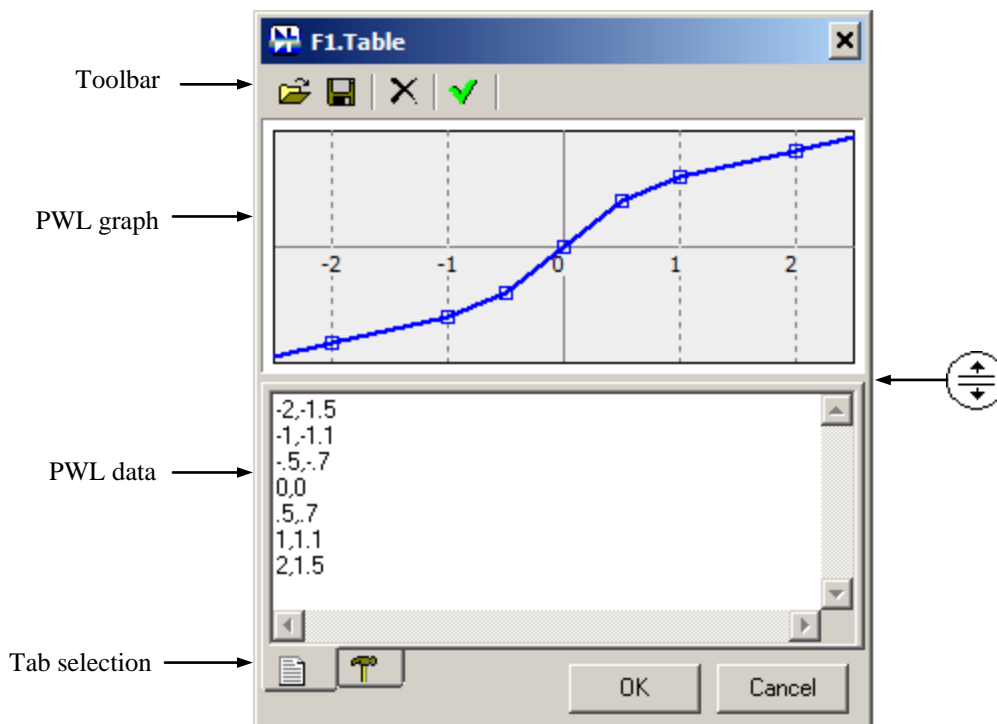 F1.Table
Toolbar
PWL graph
-2 -1 0 1 2
PWL data
-2,-1.5
-1,-1.1
-.5,-.7
0,0
.5,.7
1,1.1
2,1.5
Tab selection
OK Cancel